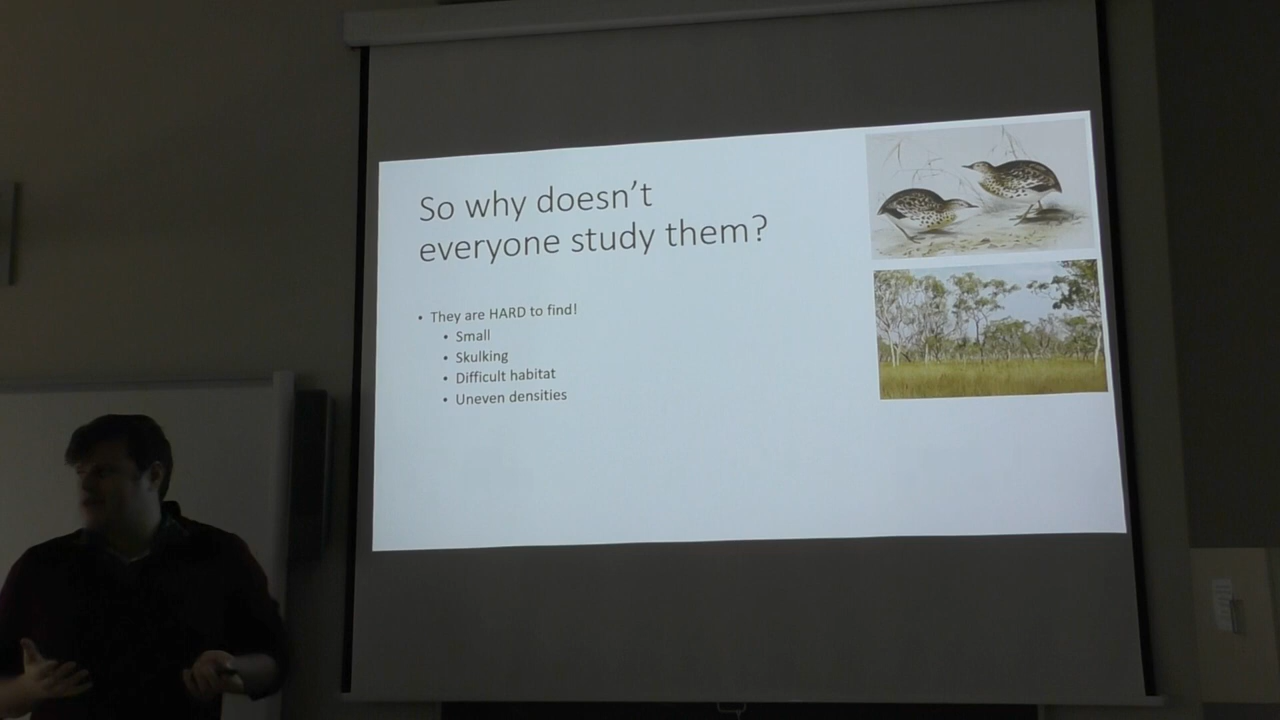 So why doesn't
everyone study them?
• They are HARD to find!
• Small
• Skulking
• Difficult habitat
• Uneven densities